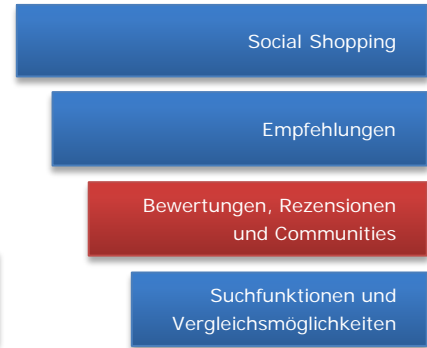 Social Shopping
Empfehlungen
Bewertungen, Rezensionen
und Communities
Suchfunktionen und
Vergleichsmöglichkeiten